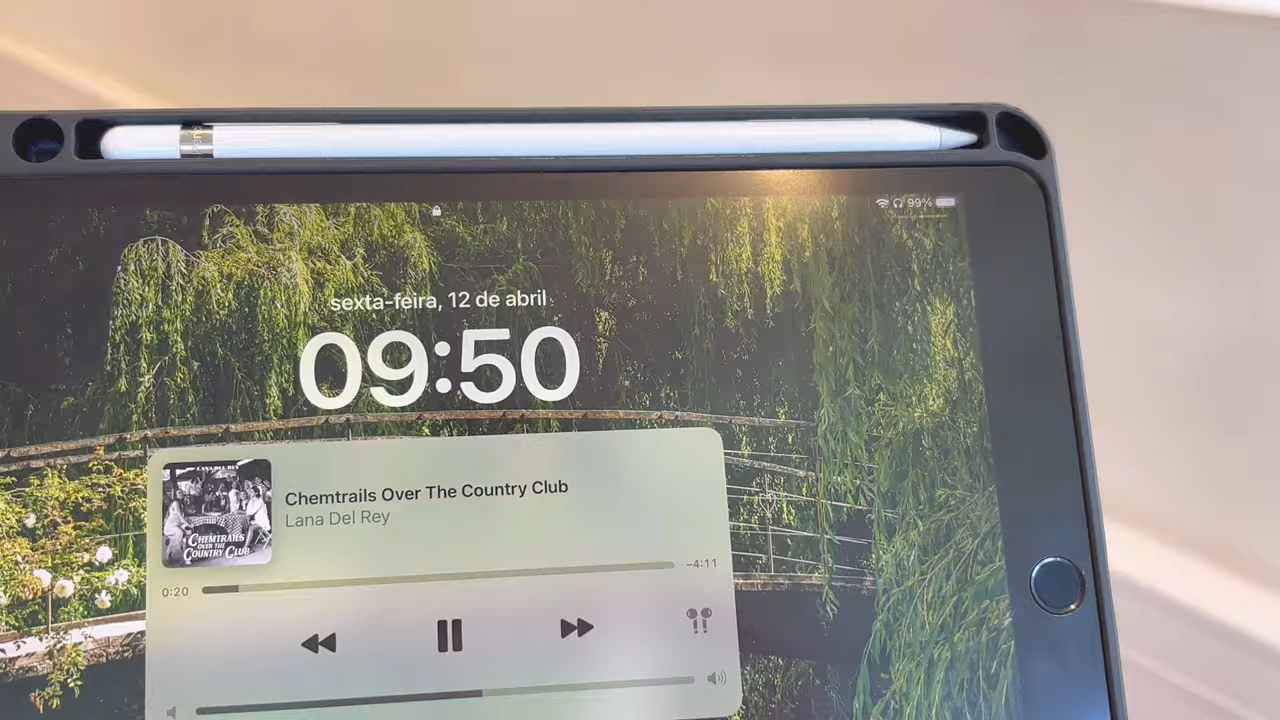 99%
sexta-feira, 12 de abril
09:50
LANA DEL REY
CHEMTRAILS
OVER THE
COUNTRY CLUB
Chemtrails Over The Country Club
Lana Del Rey
0:20
-4:11